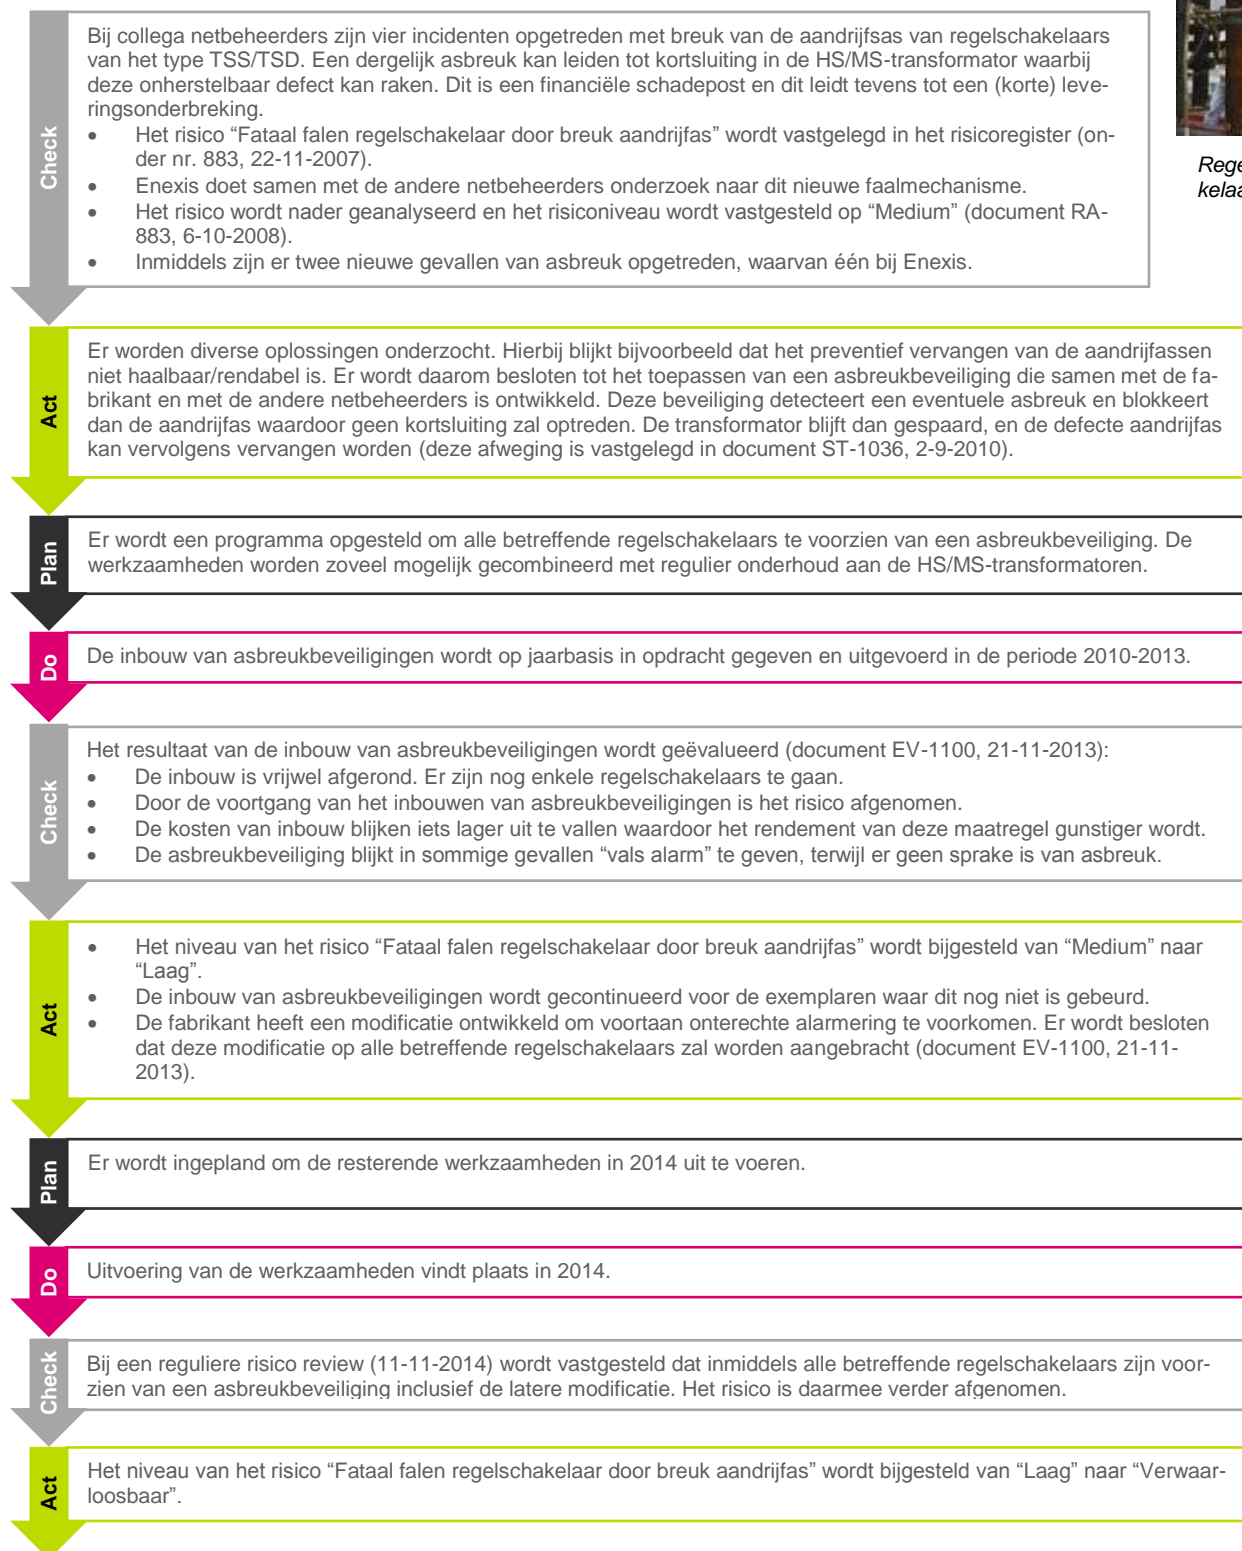 Check
Bij collega netbeheerders zijn vier incidenten opgetreden met breuk van de aandrijfsas van regelschakelaars
van het type TSS/TSD. Een dergelijk asbreuk kan leiden tot kortsluiting in de HS/MS-transformator waarbij
deze onherstelbaar defect kan raken. Dit is een financiële schadepost en dit leidt tevens tot een (korte) leve-
ringsonderbreking.
• Het risico “Fataal falen regelschakelaar door breuk aandrijfas” wordt vastgelegd in het risicoregister (on-
der nr. 883, 22-11-2007).
• Enexis doet samen met de andere netbeheerders onderzoek naar dit nieuwe faalmechanisme.
• Het risico wordt nader geanalyseerd en het risiconiveau wordt vastgesteld op “Medium” (document RA-
883, 6-10-2008).
• Inmiddels zijn er twee nieuwe gevallen van asbreuk opgetreden, waarvan één bij Enexis.
Rege
kelaa
Act
Er worden diverse oplossingen onderzocht. Hierbij blijkt bijvoorbeeld dat het preventief vervangen van de aandrijfassen
niet haalbaar/rendabel is. Er wordt daarom besloten tot het toepassen van een asbreukbeveiliging die samen met de fa-
brikant en met de andere netbeheerders is ontwikkeld. Deze beveiliging detecteert een eventuele asbreuk en blokkeert
dan de aandrijfas waardoor geen kortsluiting zal optreden. De transformator blijft dan gespaard, en de defecte aandrijfas
kan vervolgens vervangen worden (deze afweging is vastgelegd in document ST-1036, 2-9-2010).
Plan
Er wordt een programma opgesteld om alle betreffende regelschakelaars te voorzien van een asbreukbeveiliging. De
werkzaamheden worden zoveel mogelijk gecombineerd met regulier onderhoud aan de HS/MS-transformatoren.
Do
De inbouw van asbreukbeveiligingen wordt op jaarbasis in opdracht gegeven en uitgevoerd in de periode 2010-2013.
Check
Het resultaat van de inbouw van asbreukbeveiligingen wordt geëvalueerd (document EV-1100, 21-11-2013):
• De inbouw is vrijwel afgerond. Er zijn nog enkele regelschakelaars te gaan.
• Door de voortgang van het inbouwen van asbreukbeveiligingen is het risico afgenomen.
• De kosten van inbouw blijken iets lager uit te vallen waardoor het rendement van deze maatregel gunstiger wordt.
• De asbreukbeveiliging blijkt in sommige gevallen “vals alarm” te geven, terwijl er geen sprake is van asbreuk.
Act
• Het niveau van het risico “Fataal falen regelschakelaar door breuk aandrijfas” wordt bijgesteld van “Medium” naar
“Laag”.
• De inbouw van asbreukbeveiligingen wordt gecontinueerd voor de exemplaren waar dit nog niet is gebeurd.
• De fabrikant heeft een modificatie ontwikkeld om voortaan onterechte alarmering te voorkomen. Er wordt besloten
dat deze modificatie op alle betreffende regelschakelaars zal worden aangebracht (document EV-1100, 21-11-
2013).
Plan
Er wordt ingepland om de resterende werkzaamheden in 2014 uit te voeren.
Do
Uitvoering van de werkzaamheden vindt plaats in 2014.
Check
Bij een reguliere risico review (11-11-2014) wordt vastgesteld dat inmiddels alle betreffende regelschakelaars zijn voor-
zien van een asbreukbeveiliging inclusief de latere modificatie. Het risico is daarmee verder afgenomen.
Act
Het niveau van het risico “Fataal falen regelschakelaar door breuk aandrijfas” wordt bijgesteld van “Laag” naar “Verwaar-
loosbaar”.